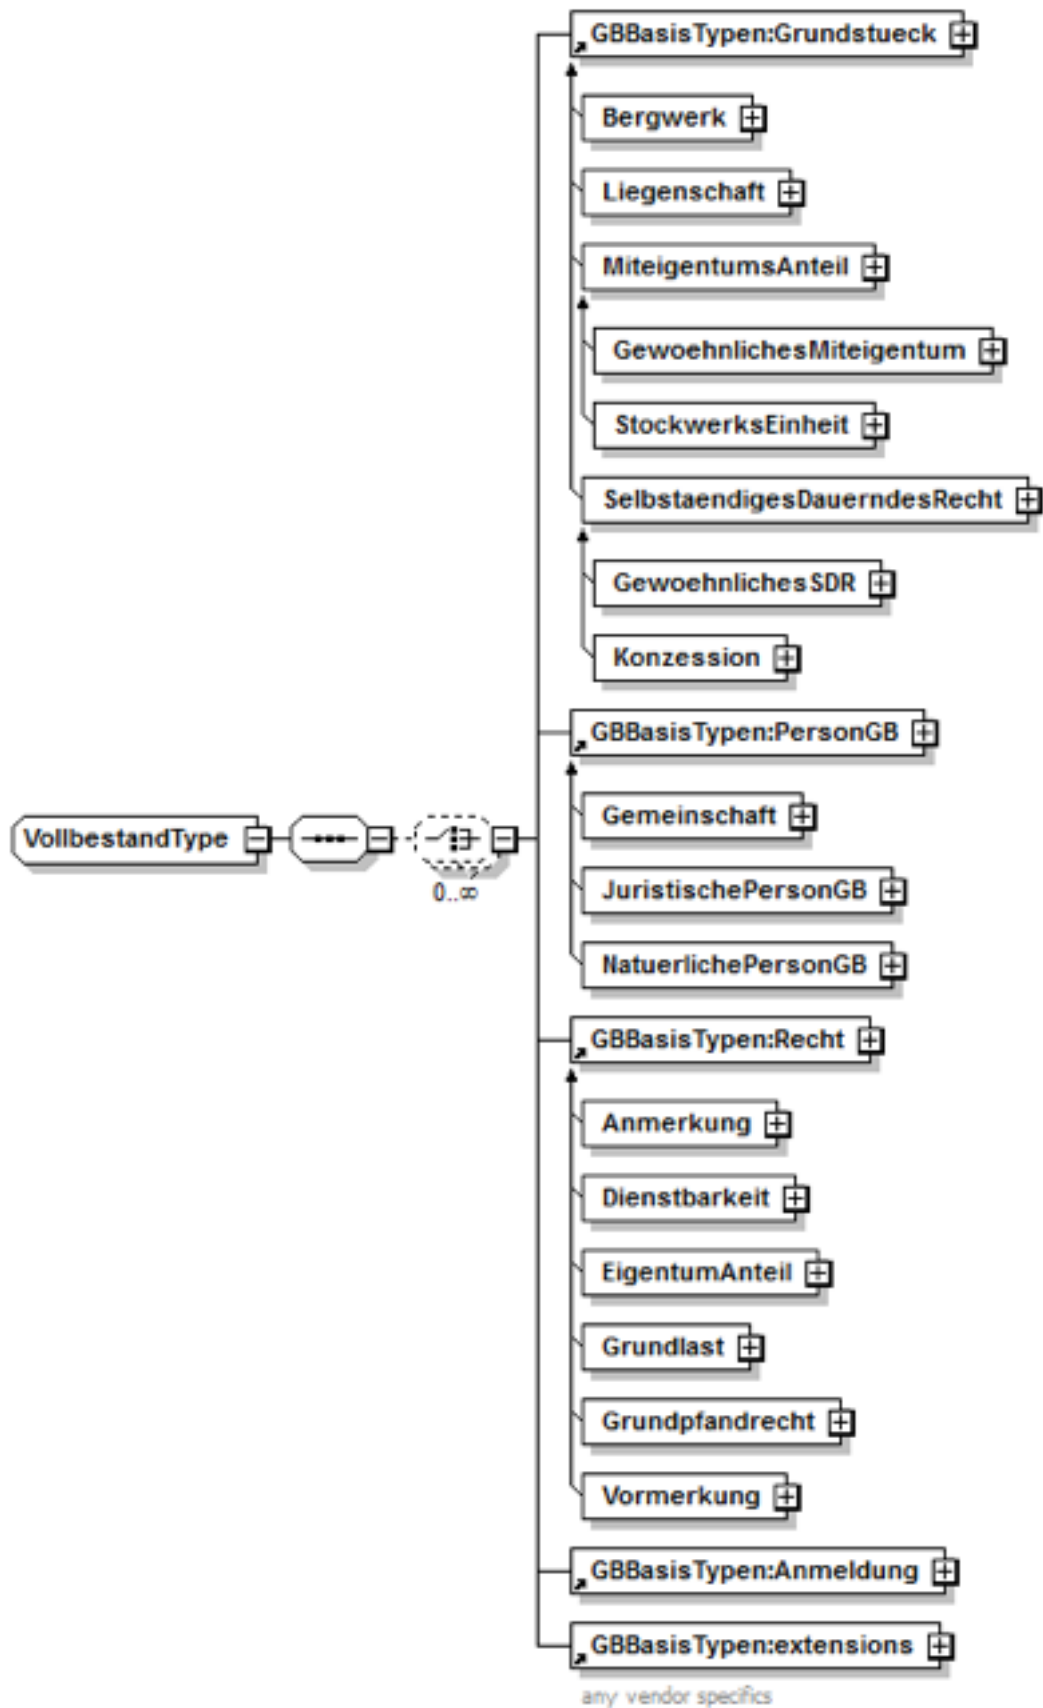 GBBasisTypen:Grundstueck
Bergwerk
Liegenschaft
MiteigentumsAnteil
GewoehnlichesMiteigentum
StockwerksEinheit
SelbstaendigesDauerndesRecht
GewoehnlichesSDR
Konzession
GBBasisTypen:PersonGB
Gemeinschaft
VollbestandType
0..∞
JuristischePersonGB
NatuerlichePersonGB
GBBasisTypen:Recht
Anmerkung
Dienstbarkeit
EigentumAnteil
Grundlast
Grundpfandrecht
Vormerkung
GBBasisTypen:Anmeldung
GBBasisTypen:extensions
any vendor specifics